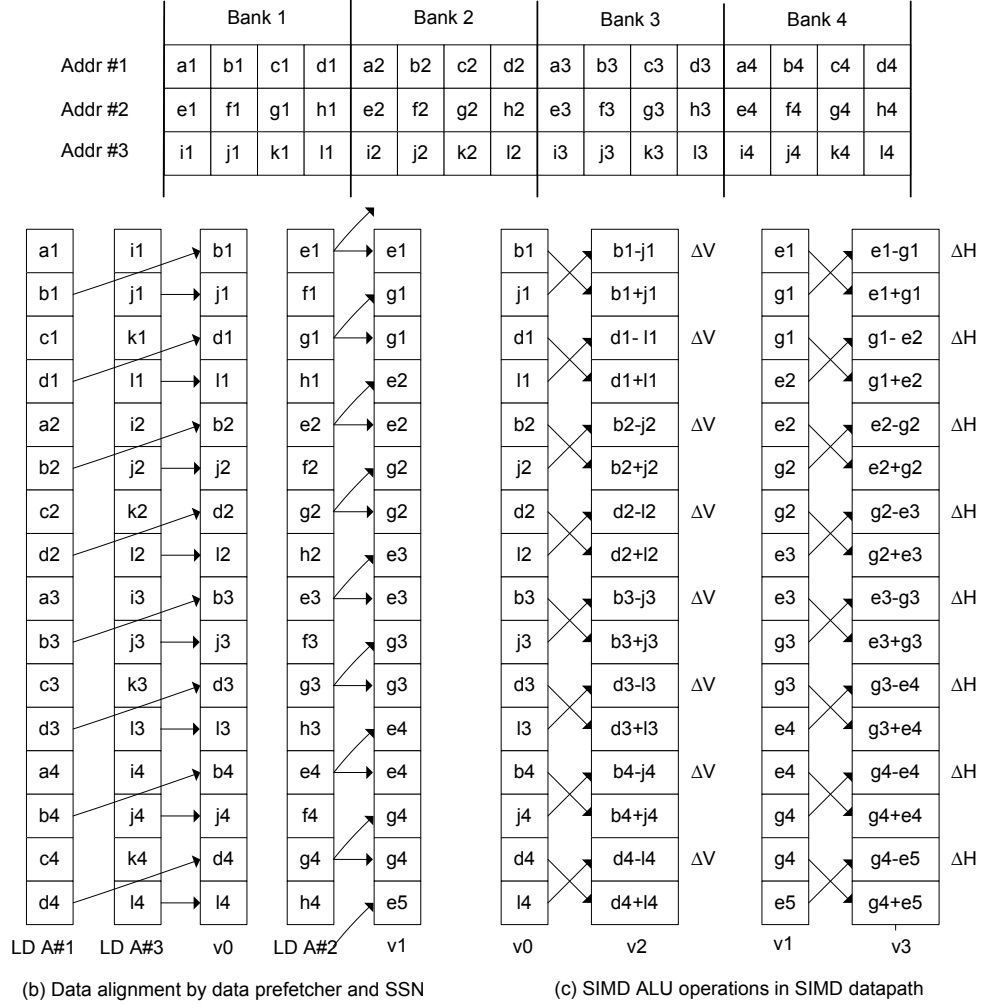 Bank 1 Bank 2 Bank 3 Bank 4
Addr #1 a1 b1 c1 d1 a2 b2 c2 d2 a3 b3 c3 d3 a4 b4 c4 d4
Addr #2 e1 f1 g1 h1 e2 f2 g2 h2 e3 f3 g3 h3 e4 f4 g4 h4
Addr #3 i1 j1 k1 l1 i2 j2 k2 l2 i3 j3 k3 l3 i4 j4 k4 l4
a1 i1 b1 e1 e1 b1 b1-j1 ΔV e1 e1-g1 ΔH
b1 j1 j1 f1 g1 j1 b1+j1 g1 e1+g1
c1 k1 d1 g1 g1 d1 d1- l1 ΔV g1 g1- e2 ΔH
d1 l1 l1 h1 e2 l1 d1+l1 e2 g1+e2
a2 i2 b2 e2 e2 b2 b2-j2 ΔV e2 e2-g2 ΔH
b2 j2 j2 f2 g2 j2 b2+j2 g2 e2+g2
c2 k2 d2 g2 g2 d2 d2-l2 ΔV g2 g2-e3 ΔH
d2 l2 l2 h2 e3 l2 d2+l2 e3 g2+e3
a3 i3 b3 e3 e3 b3 b3-j3 ΔV e3 e3-g3 ΔH
b3 j3 j3 f3 g3 j3 b3+j3 g3 e3+g3
c3 k3 d3 g3 g3 d3 d3-l3 ΔV g3 g3-e4 ΔH
d3 l3 l3 h3 e4 l3 d3+l3 e4 g3+e4
a4 i4 b4 e4 e4 b4 b4-j4 ΔV e4 g4-e4 ΔH
b4 j4 j4 f4 g4 j4 b4+j4 g4 g4+e4
c4 k4 d4 g4 g4 d4 d4-l4 ΔV g4 g4-e5 ΔH
d4 l4 l4 h4 e5 l4 d4+l4 e5 g4+e5
LD A#1 LD A#3 v0 LD A#2 v1 v0 v2 v1 v3
(b) Data alignment by data prefetcher and SSN (c) SIMD ALU operations in SIMD datapath